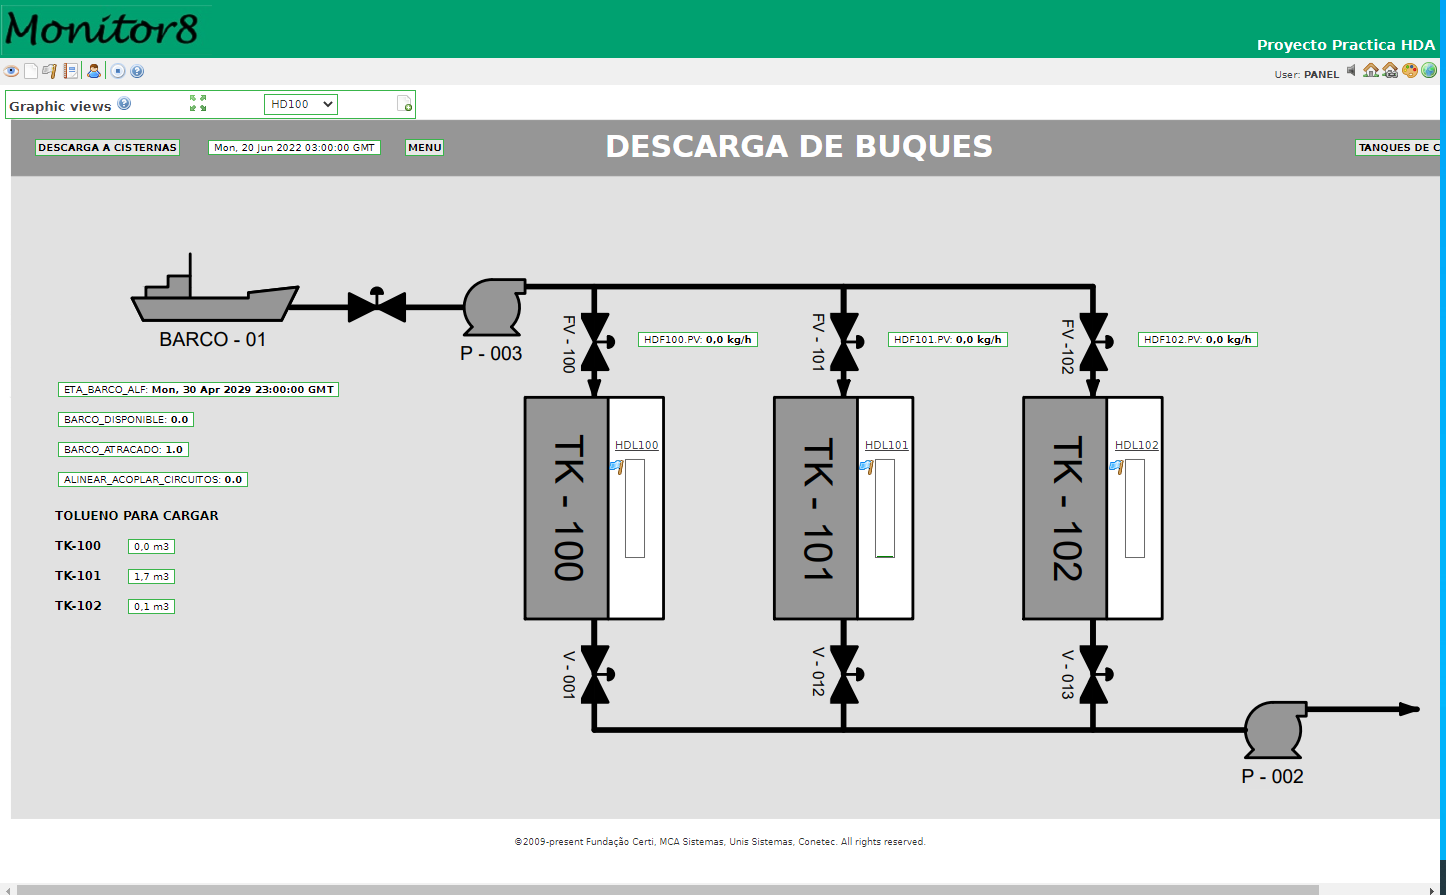 Monitor8
Proyecto Practica HDA
User: PANEL
Graphic views
HD100
DESCARGA A CISTERNAS
Mon, 20 Jun 2022 03:00:00 GMT
MENU
DESCARGA DE BUQUES
TANQUES DE C
BARCO - 01
P - 003
FV - 100
HDF100.PV: 0,0 kg/h
FV - 101
HDF101.PV: 0,0 kg/h
FV -102
HDF102.PV: 0,0 kg/h
ETA_BARCO_ALF: Mon, 30 Apr 2029 23:00:00 GMT
BARCO_DISPONIBLE: 0.0
BARCO_ATRACADO: 1.0
ALINEAR_ACOPLAR_CIRCUITOS: 0.0
TOLUENO PARA CARGAR
TK-100 0,0 m3
TK-101 1,7 m3
TK-102 0,1 m3
TK - 100
HDL100
TK - 101
HDL101
TK - 102
HDL102
V - 001
V - 012
V - 013
P - 002
©2009-present Fundação Certi, MCA Sistemas, Unis Sistemas, Conetec. All rights reserved.